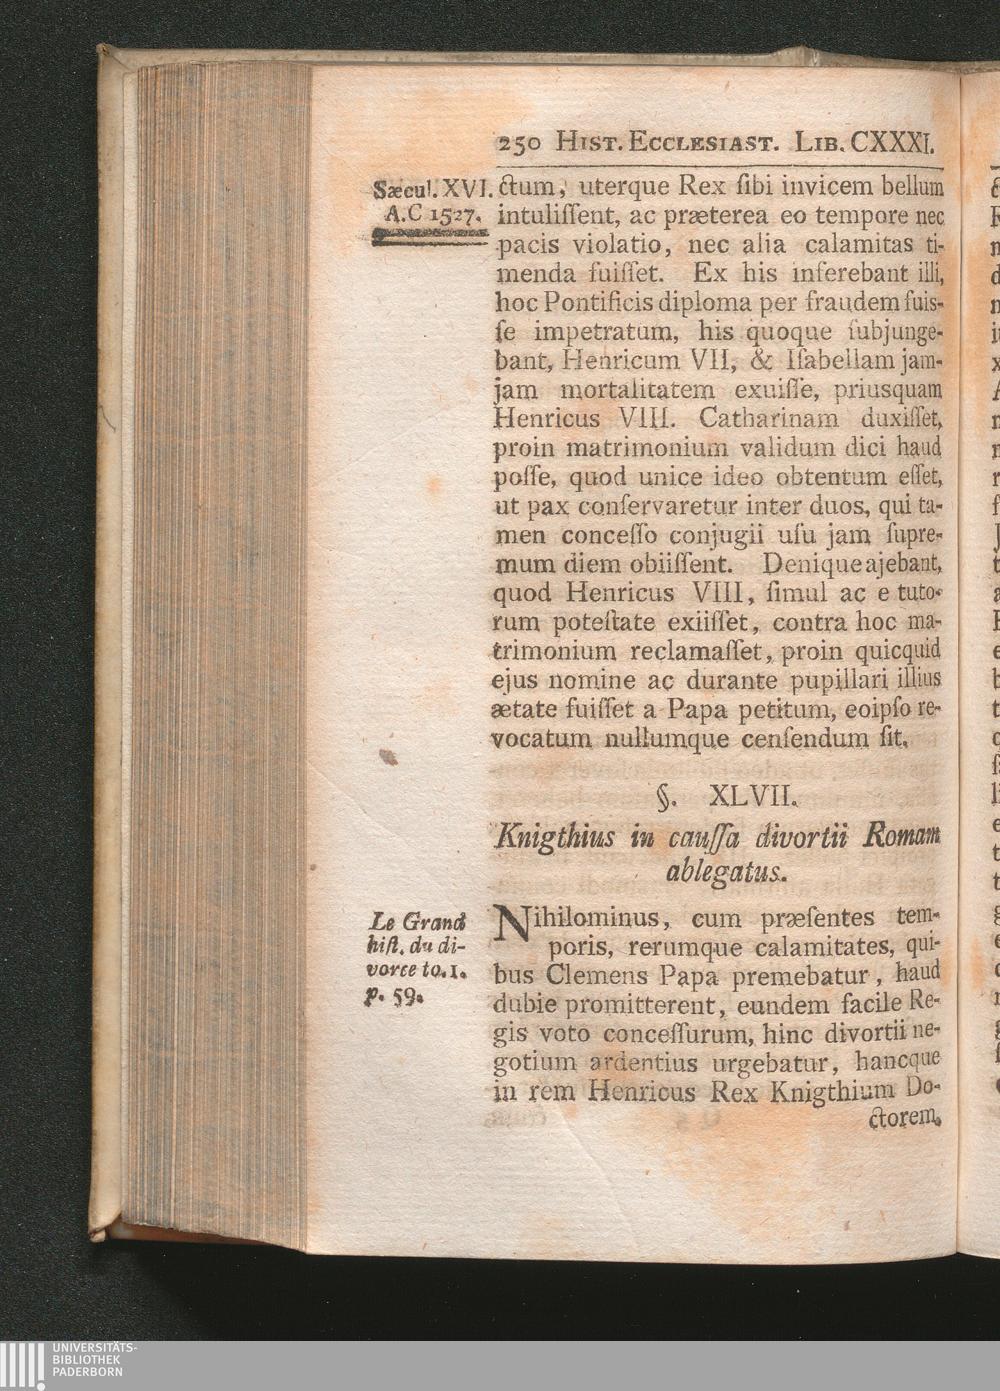 250 HIST. ECCLESIAST. LIB. CXXXI.
Sæcul. XVI.
A.C 1527.
ctum, uterque Rex ſibi invicem bellum
intuliſſent, ac præterea eo tempore nec
pacis violatio, nec alia calamitas ti-
menda fuiſſet. Ex his inferebant illi,
hoc Pontificis diploma per fraudem fuiſ-
ſe impetratum, his quoque ſubjunge-
bant, Henricum VII, & Iſabellam jam-
jam mortalitatem exuiſſe, priusquam
Henricus VIII. Catharinam duxiſſet,
proin matrimonium validum dici haud
poſſe, quod unice ideo obtentum eſſet,
ut pax conſervaretur inter duos, qui ta-
men conceſſo conjugii uſu jam ſupre-
mum diem obiiſſent. Denique ajebant,
quod Henricus VIII, ſimul ac e tuto-
rum poteſtate exiiſſet, contra hoc ma-
trimonium reclamaſſet, proin quicquid
ejus nomine ac durante pupillari illius
ætate fuiſſet a Papa petitum, eoipſo re-
vocatum nullumque cenſendum ſit.
§. XLVII.
Knigthius in cauſſa divortii Romam
ablegatus.
Le Grand
hiſt. du di-
vorce to. 1.
p. 59.
Nihilominus, cum præſentes tem-
poris, rerumque calamitates, qui-
bus Clemens Papa premebatur, haud
dubie promitterent, eundem facile Re-
gis voto conceſſurum, hinc divortii ne-
gotium ardentius urgebatur, hancque
in rem Henricus Rex Knigthium Do-
ctorem,
UNIVERSITÄTS-
BIBLIOTHEK
PADERBORN